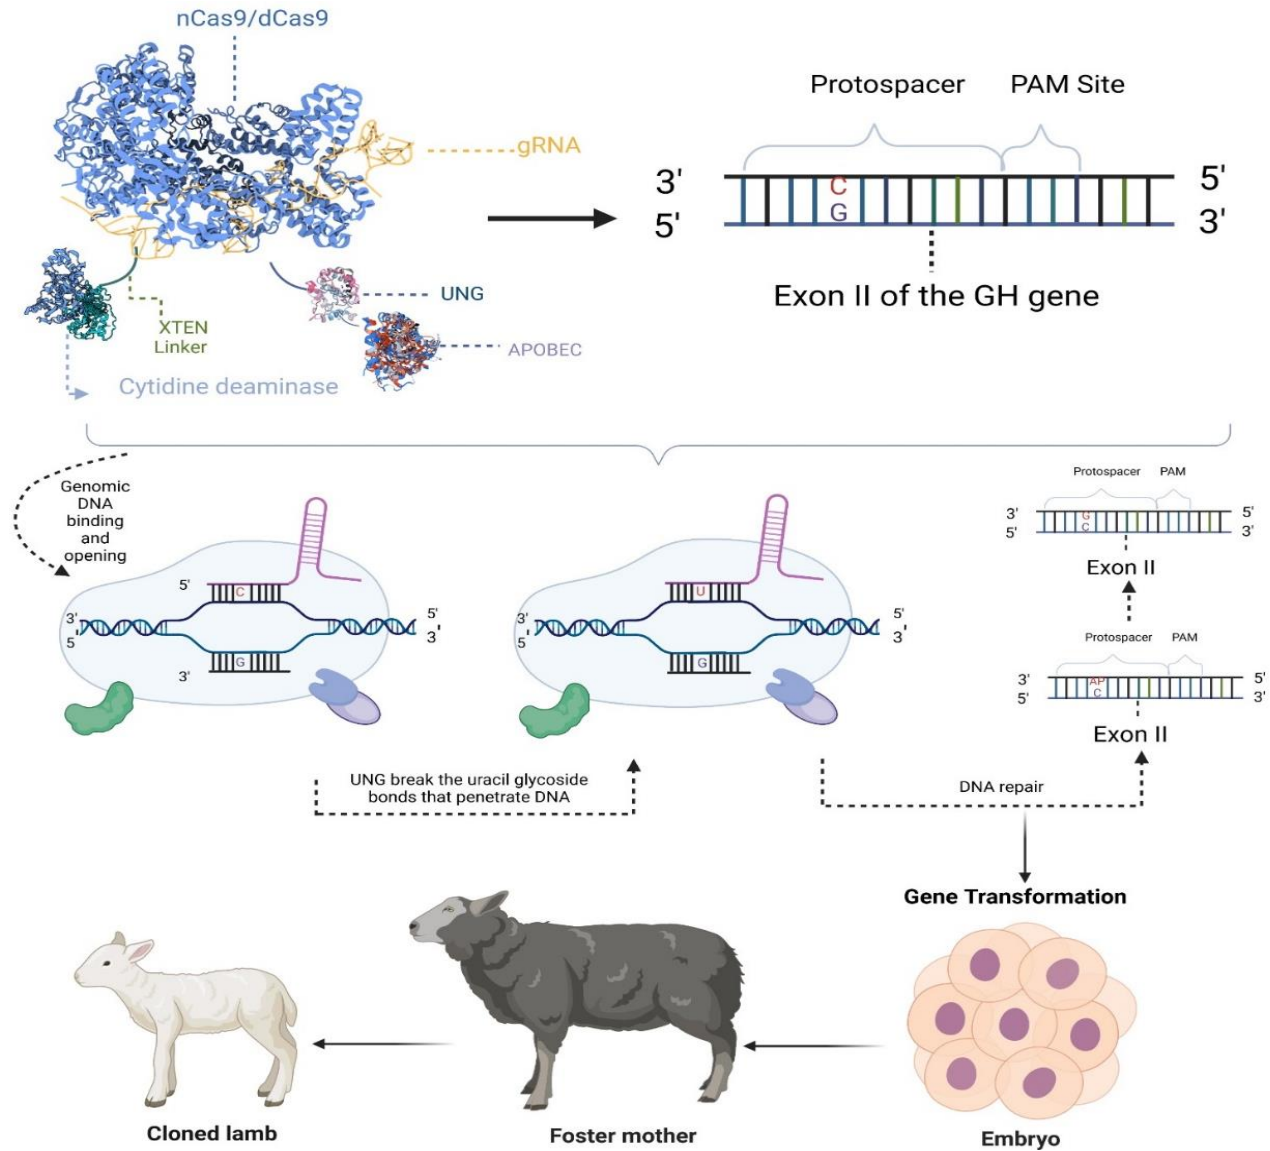 nCas9/dCas9
gRNA
UNG
XTEN
Linker
APOBEC
Cytidine deaminase
Protospacer
PAM Site
3'
5'
C
G
5'
3'
Exon II of the GH gene
Genomic
DNA
binding
and
opening
5'
C
3'
5'
5'
3'
G
3'
U
3'
5'
5'
3'
G
UNG break the uracil glycoside
bonds that penetrate DNA
Protospacer
PAM
3'
5'
G
C
5'
3'
Exon II
Protospacer
PAM
3'
5'
AP
C
5'
3'
Exon II
DNA repair
Gene Transformation
Cloned lamb
Foster mother
Embryo